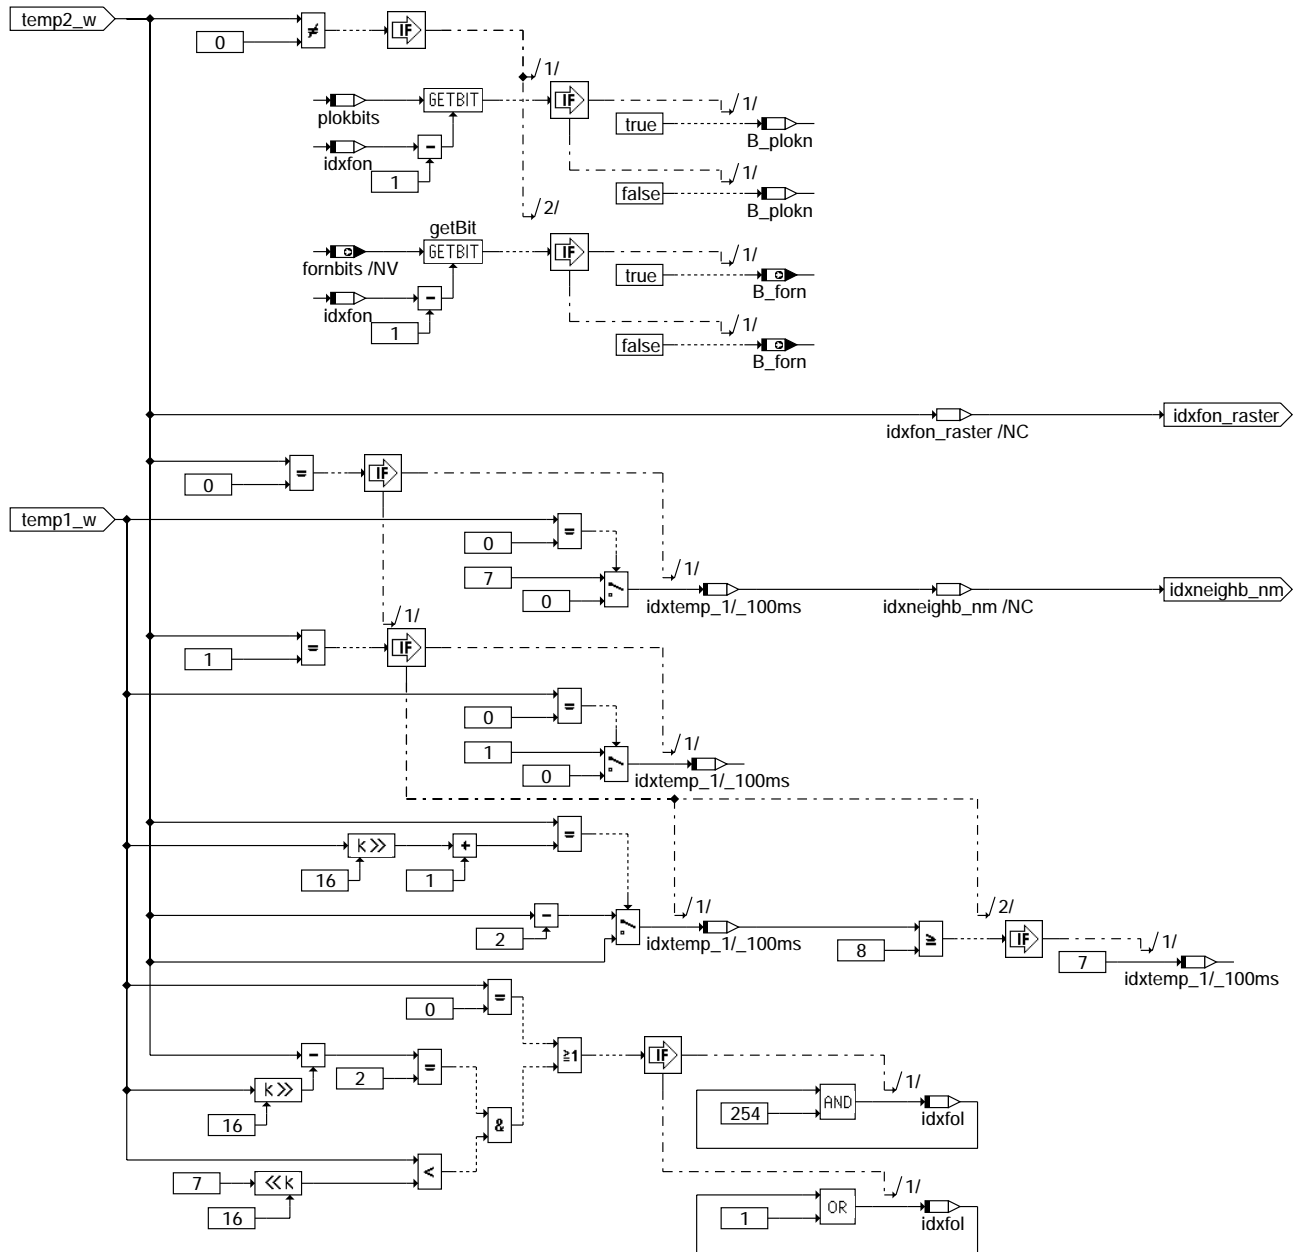 temp2_w
≠
IF
0
/1/
GETBIT
IF
/1/
plokbits
true
B_plokn
−
idxfon
1
/1/
false
B_plokn
/2/
getBit
GETBIT
IF
/1/
fornbits /NV
true
B_forn
−
idxfon
1
/1/
false
B_forn
idxfon_raster
idxfon_raster /NC
=
IF
0
temp1_w
=
0
/1/
7
0
idxtemp_1/_100ms
idxneighb_nm /NC
idxneighb_nm
/1/
=
IF
1
=
0
/1/
1
0
idxtemp_1/_100ms
=
k >>
+
16
1
/1/
/2/
−
2
idxtemp_1/_100ms
≥
IF
/1/
8
7
idxtemp_1/_100ms
=
0
−
=
≥1
IF
2
/1/
k >>
16
254
AND
idxfol
&
<
7
<< k
/1/
16
1
OR
idxfol